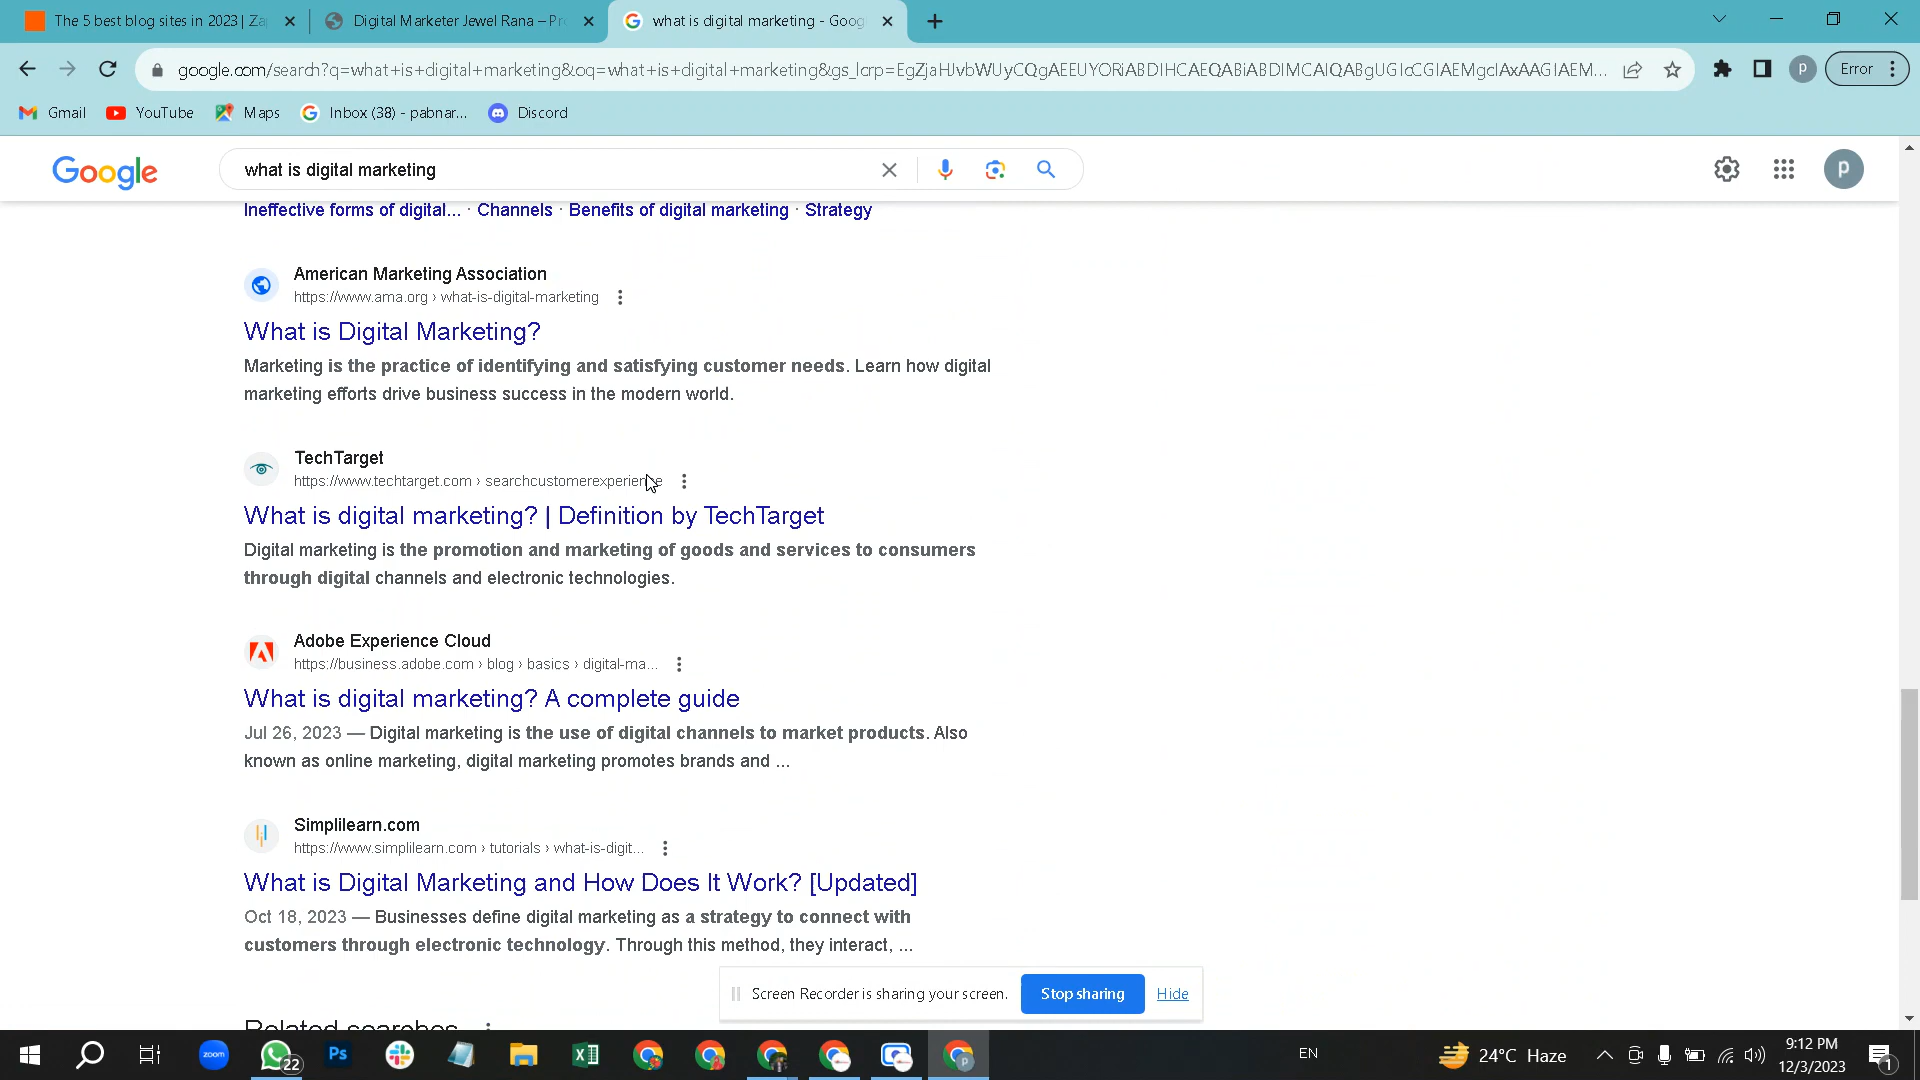 The 5 best blog sites in 2023 | Za
Digital Marketer Jewel Rana – Pr
what is digital marketing - Goog
google.com/search?q=what+is+digital+marketing&oq=what+is+digital+marketing&gs_lcrp=
p
Error
Gmail
YouTube
Maps
Inbox (38) - pabnar...
Discord
Google
what is digital marketing
p
Ineffective forms of digital... · Channels · Benefits of digital marketing · Strategy
American Marketing Association
https://www.ama.org › what-is-digital-marketing
What is Digital Marketing?
Marketing is the practice of identifying and satisfying customer needs. Learn how digital
marketing efforts drive business success in the modern world.
TechTarget
https://www.techtarget.com › searchcustomerexperience
What is digital marketing? | Definition by TechTarget
Digital marketing is the promotion and marketing of goods and services to consumers
through digital channels and electronic technologies.
Adobe Experience Cloud
https://business.adobe.com › blog › basics › digital-ma...
What is digital marketing? A complete guide
Jul 26, 2023 — Digital marketing is the use of digital channels to market products. Also
known as online marketing, digital marketing promotes brands and ...
Simplilearn.com
https://www.simplilearn.com › tutorials › what-is-digit...
What is Digital Marketing and How Does It Work? [Updated]
Oct 18, 2023 — Businesses define digital marketing as a strategy to connect with
customers through electronic technology. Through this method, they interact, ...
Screen Recorder is sharing your screen.
Stop sharing
Hide
Related searches
zoom
22
Ps
EN
24°C Haze
9:12 PM
12/3/2023
1